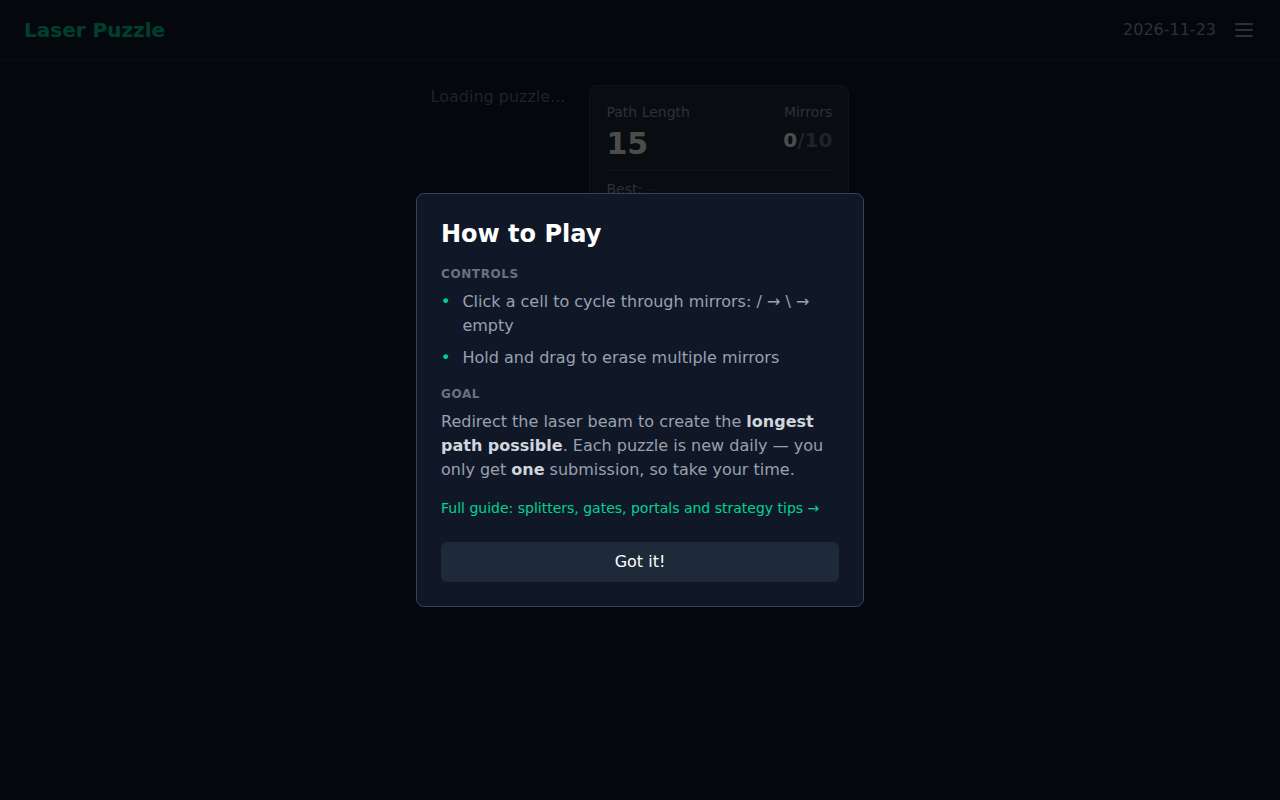 Laser Puzzle
2026-11-23
Loading puzzle...
Path Length
Mirrors
15
0/10
Best:
How to Play
CONTROLS
• Click a cell to cycle through mirrors: / → \ →
empty
• Hold and drag to erase multiple mirrors
GOAL
Redirect the laser beam to create the longest
path possible. Each puzzle is new daily — you
only get one submission, so take your time.
Full guide: splitters, gates, portals and strategy tips →
Got it!